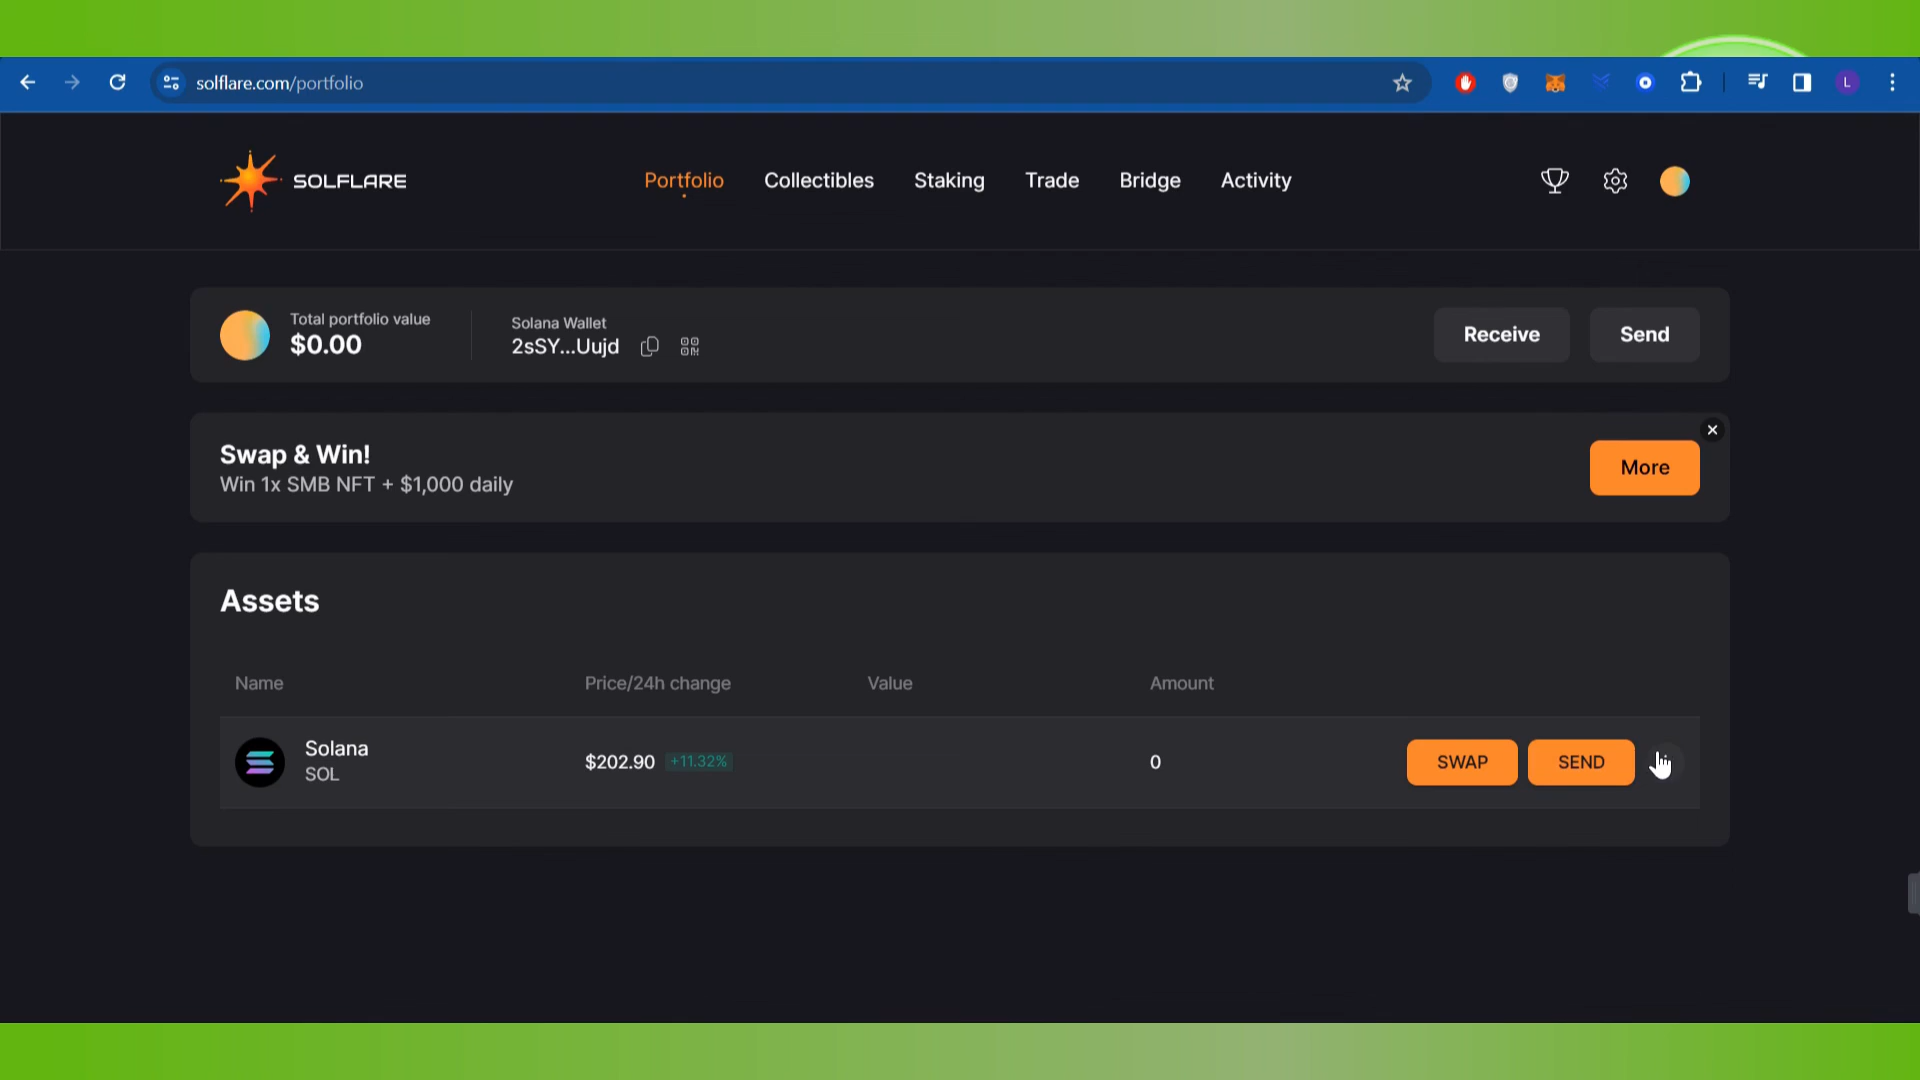 solflare.com/portfolio
L
SOLFLARE
Portfolio
Collectibles
Staking
Trade
Bridge
Activity
Total portfolio value
$0.00
Solana Wallet
2sSY...Uujd
Receive
Send
Swap & Win!
Win 1x SMB NFT + $1,000 daily
More
Assets
Name
Price/24h change
Value
Amount
Solana
SOL
$202.90
+11.32%
0
SWAP
SEND